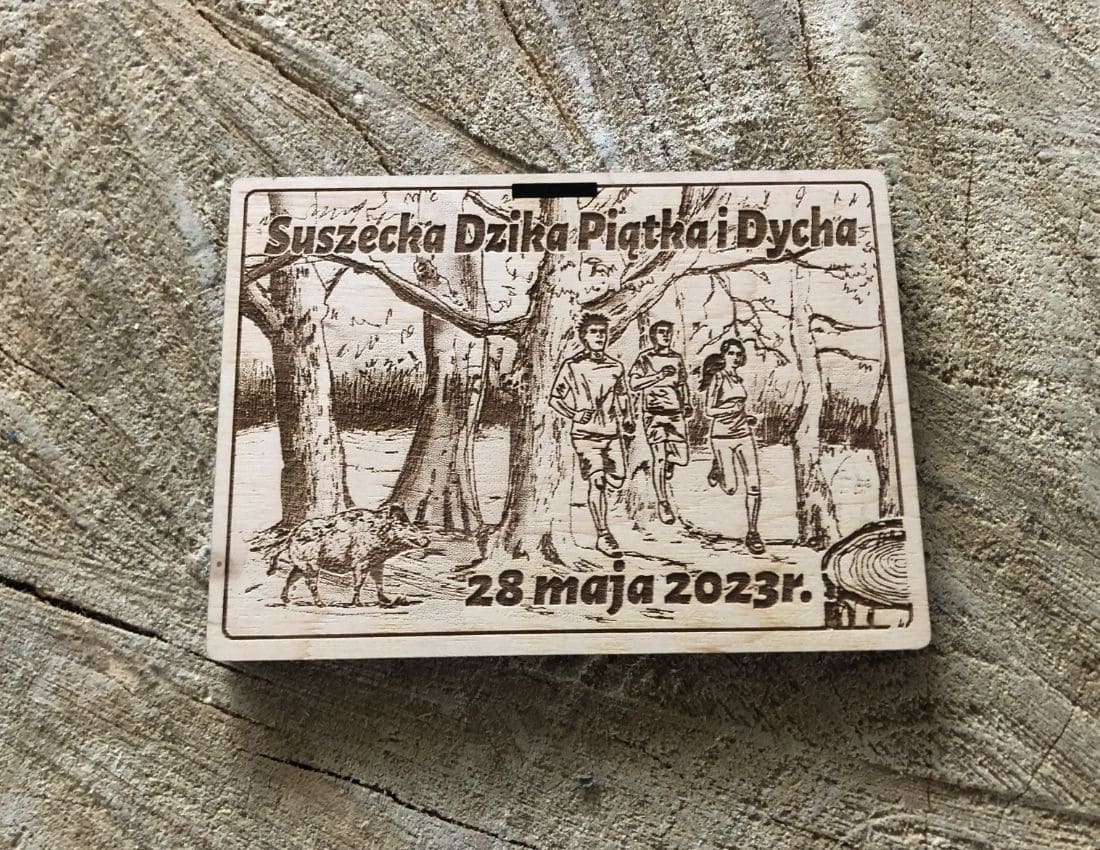 Suszecka Dzika Piątka i Dycha
28 maja 2023r.